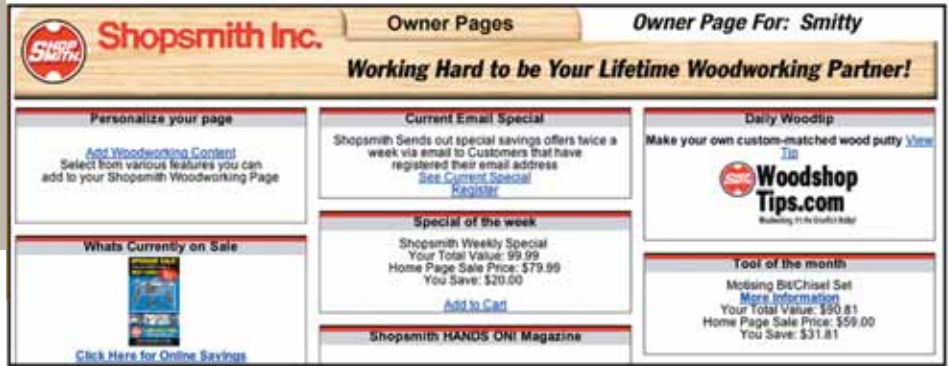 SHOP
SMITH
Shopsmith Inc.
Owner Pages
Owner Page For: Smitty
Working Hard to be Your Lifetime Woodworking Partner!
Personalize your page
Add Woodworking Content
Select from various features you can
add to your Shopsmith Woodworking Page
Whats Currently on Sale
UPGRADE SALE!
Click Here for Online Savings
Current Email Special
Shopsmith Sends out special savings offers twice a
week via email to Customers that have
registered their email address
See Current Special
Register
Special of the week
Shopsmith Weekly Special
Your Total Value: 99.99
Home Page Sale Price: $79.99
You Save: $20.00
Add to Cart
Shopsmith HANDS ON! Magazine
Daily Woodtip
Make your own custom-matched wood putty View
Tip
Woodshop
Tips.com
Tool of the month
Motising Bit/Chisel Set
More Information
Your Total Value: $90.81
Home Page Sale Price: $59.00
You Save: $31.81